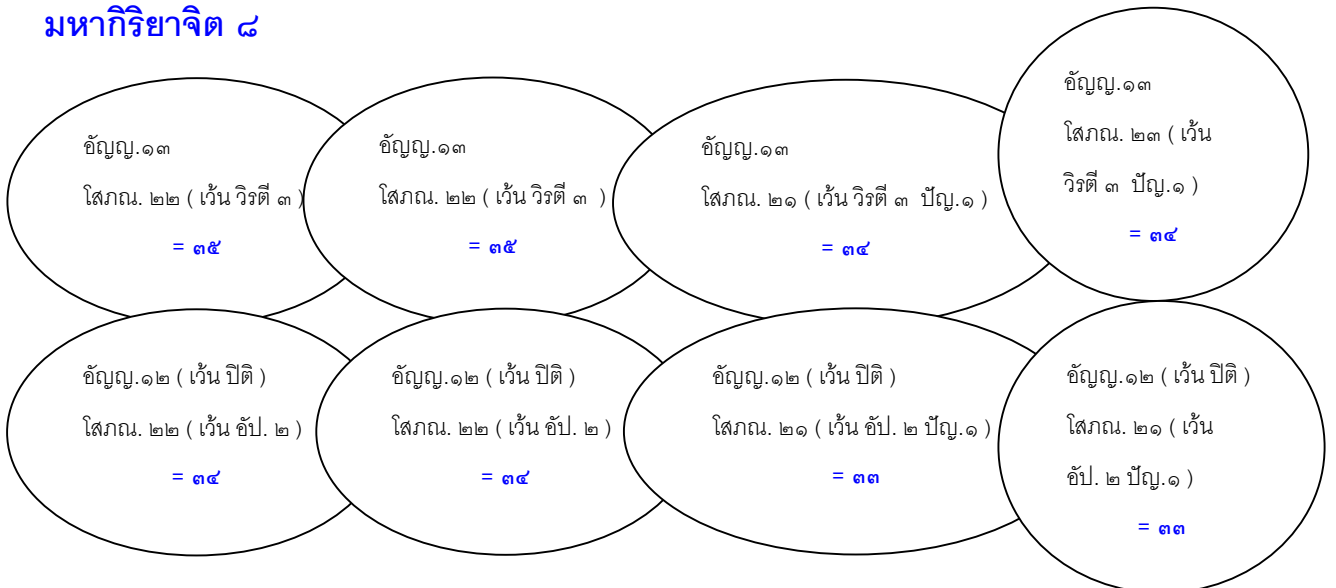 มหากิริยาจิต ๘
อัญญ.๑๓
โสภณ. ๒๒ ( เว้น วิรตี ๓ )
= ๓๕
อัญญ.๑๓
โสภณ. ๒๒ ( เว้น วิรตี ๓ )
= ๓๕
อัญญ.๑๓
โสภณ. ๒๑ ( เว้น วิรตี ๓ ปัญ.๑ )
= ๓๔
อัญญ.๑๓
โสภณ. ๒๓ ( เว้น
วิรตี ๓ ปัญ.๑ )
= ๓๔
อัญญ.๑๒ ( เว้น ปีติ )
โสภณ. ๒๒ ( เว้น อัป. ๒ )
= ๓๔
อัญญ.๑๒ ( เว้น ปีติ )
โสภณ. ๒๒ ( เว้น อัป. ๒ )
= ๓๔
อัญญ.๑๒ ( เว้น ปีติ )
โสภณ. ๒๑ ( เว้น อัป. ๒ ปัญ.๑ )
= ๓๓
อัญญ.๑๒ ( เว้น ปีติ )
โสภณ. ๒๑ ( เว้น
อัป. ๒ ปัญ.๑ )
= ๓๓